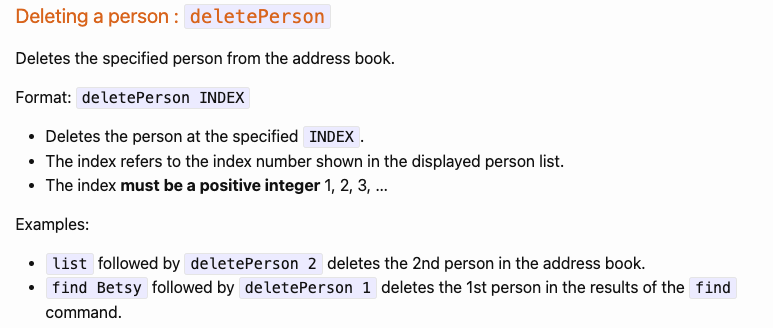 Deleting a person : deletePerson
Deletes the specified person from the address book.
Format: deletePerson INDEX
• Deletes the person at the specified INDEX.
• The index refers to the index number shown in the displayed person list.
• The index must be a positive integer 1, 2, 3, …
Examples:
• list followed by deletePerson 2 deletes the 2nd person in the address book.
• find Betsy followed by deletePerson 1 deletes the 1st person in the results of the find
command.